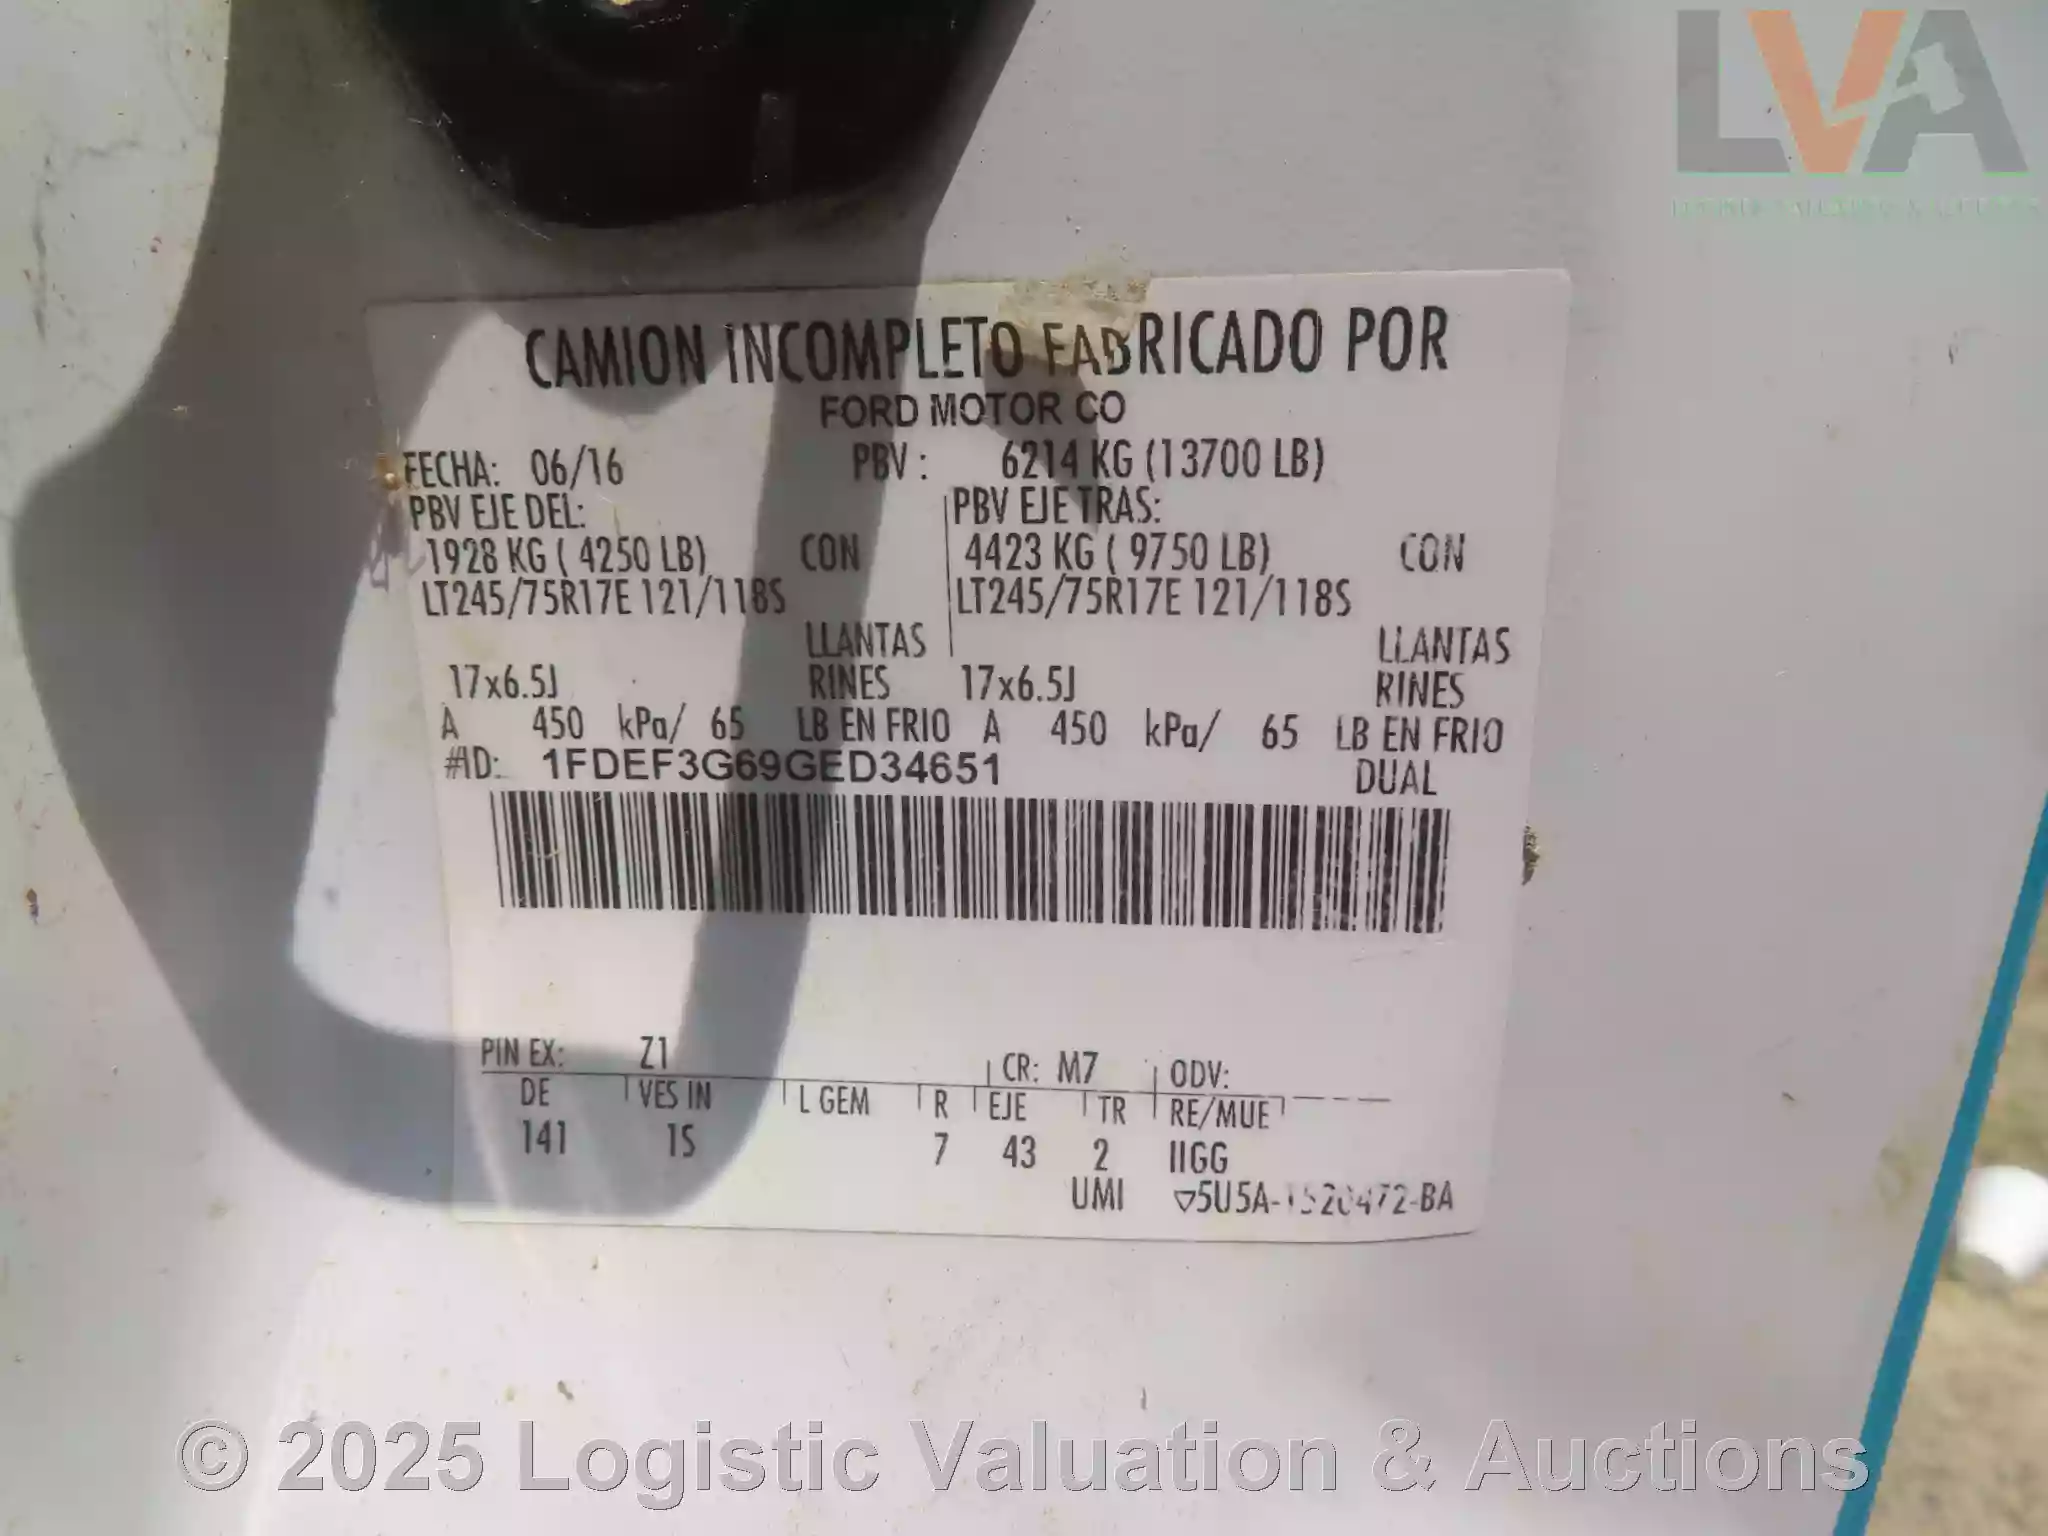 LVA
CAMION INCOMPLETO FABRICADO POR
FORD MOTOR CO
FECHA: 06/16 PBV : 6214 KG (13700 LB)
PBV EJE DEL: PBV EJE TRAS:
1928 KG ( 4250 LB) CON 4423 KG ( 9750 LB) CON
LT245/75R17E 121/118S LT245/75R17E 121/118S
LLANTAS LLANTAS
17x6.5J RINES 17x6.5J RINES
A 450 kPa/ 65 LB EN FRIO A 450 kPa/ 65 LB EN FRIO
#ID: 1FDEF3G69GED34651 DUAL
PIN EX: Z1 CR: M7 ODV:
DE VES IN L GEM R EJE TR RE/MUE
141 1S 7 43 2 IIGG
UMI ▽5U5A-1520472-BA
© 2025 Logistic Valuation & Auctions